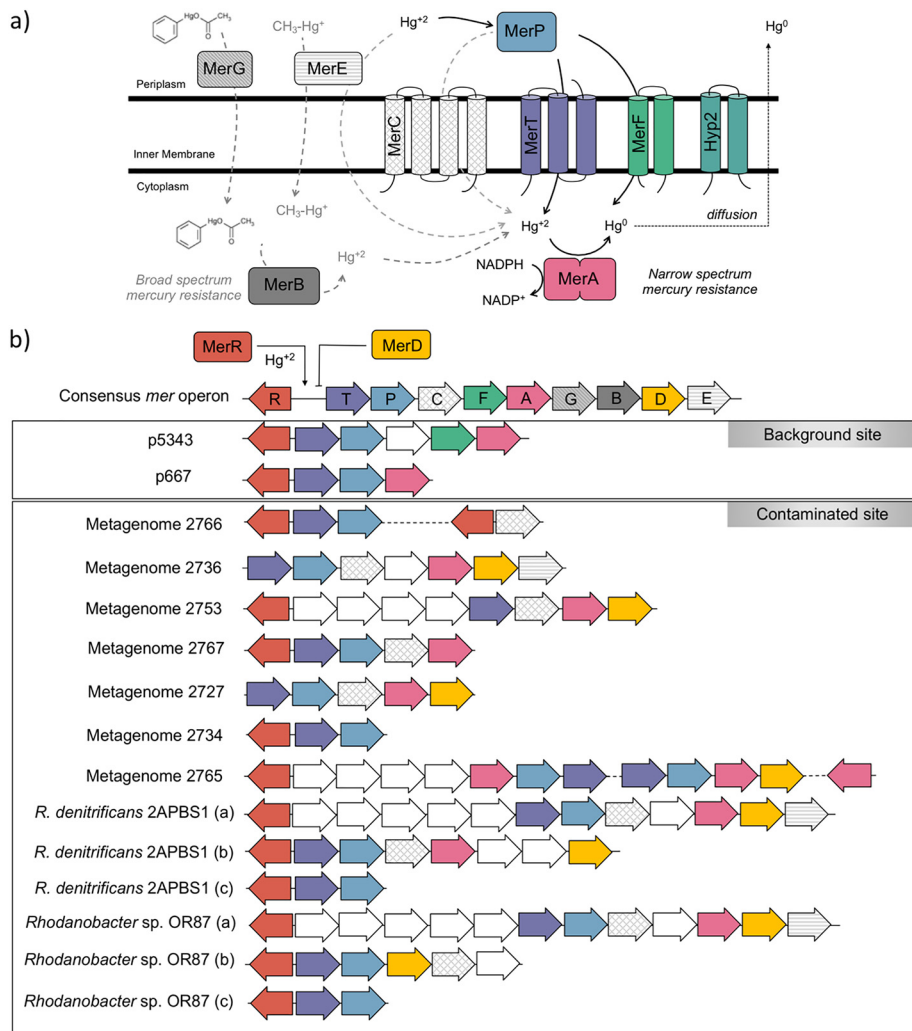 a)
HgO
CH₃
O
CH₃-Hg⁺
Hg⁺²
MerP
Hg⁰
MerG
MerE
Periplasm
MerC
MerT
MerF
Hyp2
Inner Membrane
Cytoplasm
CH₃-Hg⁺
HgO
CH₃
O
Hg⁺²
Hg⁰
diffusion
Hg⁺²
Broad spectrum
mercury resistance
MerB
NADPH
NADP⁺
MerA
Narrow spectrum
mercury resistance
b)
MerR
Hg⁺²
MerD
Consensus mer operon
R T P C F A G B D E
p5343
Background site
p667
Metagenome 2766
Contaminated site
Metagenome 2736
Metagenome 2753
Metagenome 2767
Metagenome 2727
Metagenome 2734
Metagenome 2765
R. denitrificans 2APBS1 (a)
R. denitrificans 2APBS1 (b)
R. denitrificans 2APBS1 (c)
Rhodanobacter sp. OR87 (a)
Rhodanobacter sp. OR87 (b)
Rhodanobacter sp. OR87 (c)